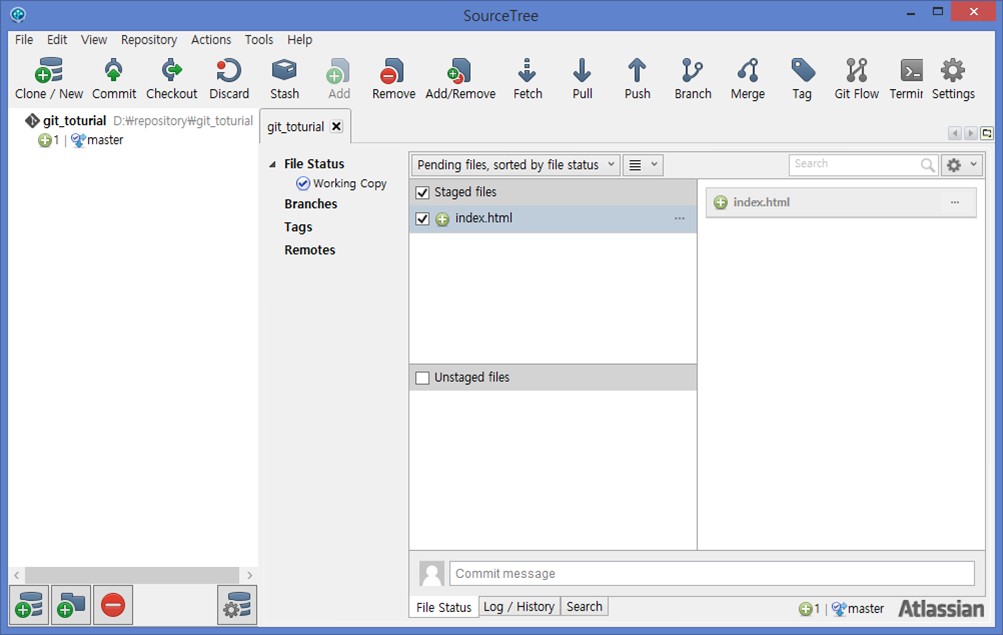 SourceTree
File Edit View Repository Actions Tools Help
Clone / New Commit Checkout Discard Stash Add Remove Add/Remove Fetch Pull Push Branch Merge Tag Git Flow Termir Settings
git_toturial D:₩repository₩git_toturial
1 | master
git_toturial
File Status
Working Copy
Branches
Tags
Remotes
Pending files, sorted by file status
Search
Staged files
index.html ...
Unstaged files
index.html ...
Commit message
File Status Log / History Search
1 | master Atlassian